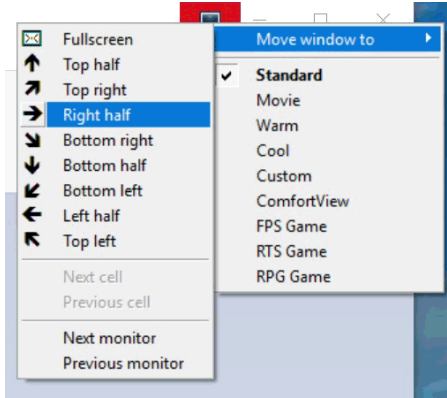 Fullscreen
Top half
Top right
Right half
Bottom right
Bottom half
Bottom left
Left half
Top left
Next cell
Previous cell
Next monitor
Previous monitor
Move window to
Standard
Movie
Warm
Cool
Custom
ComfortView
FPS Game
RTS Game
RPG Game